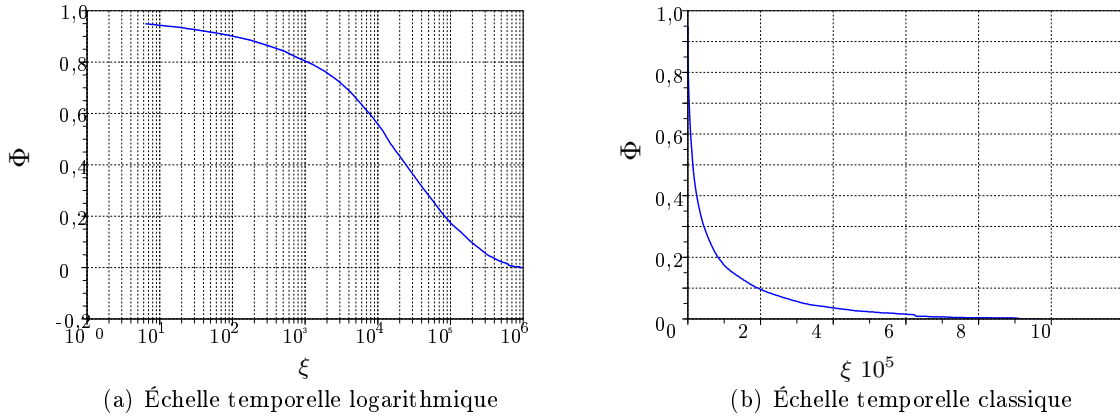 1,0
0,8
0,6
0,4
0,2
0
-0,2
Φ
10⁰ 10¹ 10² 10³ 10⁴ 10⁵ 10⁶
ξ
(a) Échelle temporelle logarithmique
1,0
0,8
0,6
0,4
0,2
0
Φ
0 2 4 6 8 10
ξ 10⁵
(b) Échelle temporelle classique